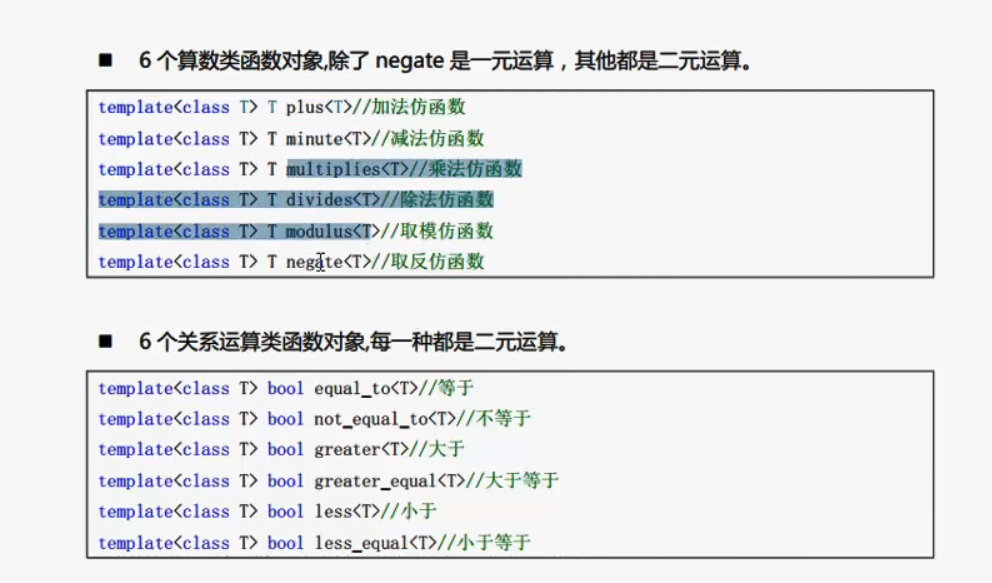 ■ 6 个算数类函数对象,除了 negate 是一元运算，其他都是二元运算。
template<class T> T plus<T>//加法仿函数
template<class T> T minute<T>//减法仿函数
template<class T> T multiplies<T>//乘法仿函数
template<class T> T divides<T>//除法仿函数
template<class T> T modulus<T>//取模仿函数
template<class T> T negate<T>//取反仿函数
■ 6 个关系运算类函数对象,每一种都是二元运算。
template<class T> bool equal_to<T>//等于
template<class T> bool not_equal_to<T>//不等于
template<class T> bool greater<T>//大于
template<class T> bool greater_equal<T>//大于等于
template<class T> bool less<T>//小于
template<class T> bool less_equal<T>//小于等于